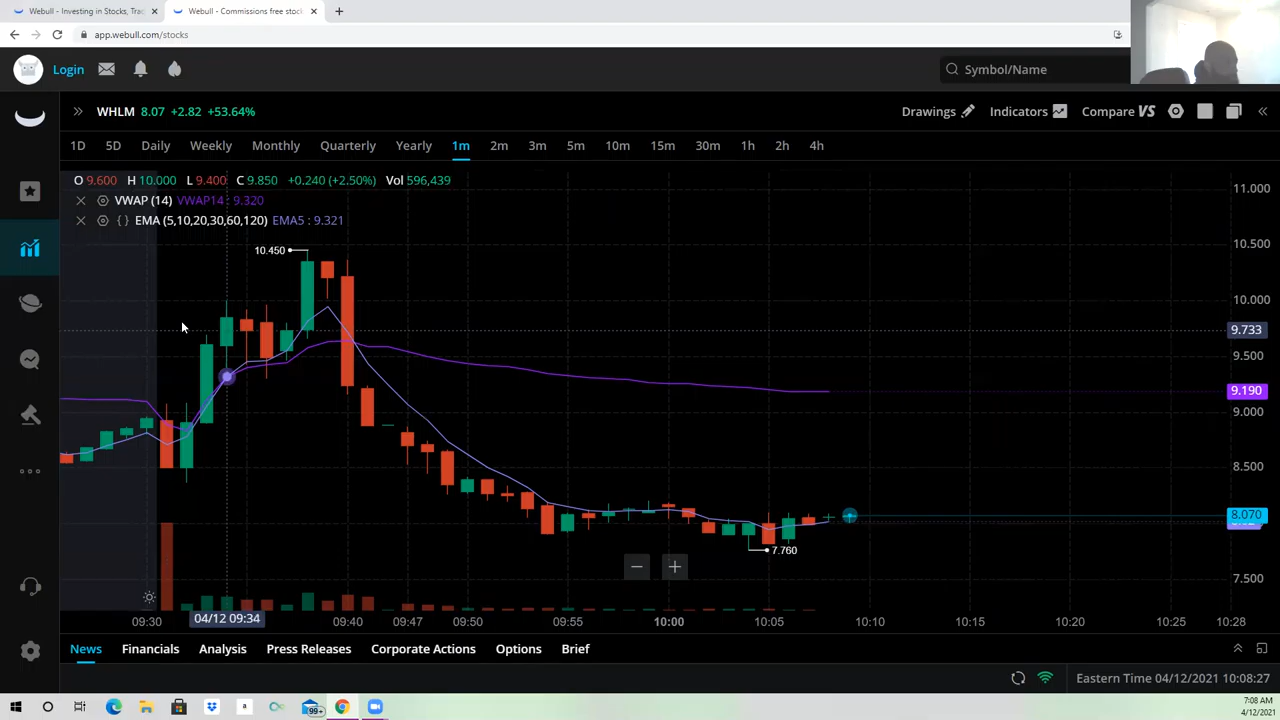 Webull - Investing in Stocks, Tra
Webull - Commissions free stoc
app.webull.com/stocks
Login
Symbol/Name
WHLM 8.07 +2.82 +53.64%
Drawings
Indicators
Compare VS
1D 5D Daily Weekly Monthly Quarterly Yearly 1m 2m 3m 5m 10m 15m 30m 1h 2h 4h
O 9.600 H 10.000 L 9.400 C 9.850 +0.240 (+2.50%) Vol 596,439
VWAP (14) VWAP14 : 9.320
EMA (5,10,20,30,60,120) EMA5 : 9.321
11.000
10.500
10.450
10.000
9.733
9.500
9.190
9.000
8.500
8.070
7.760
7.500
09:30 04/12 09:34 09:40 09:47 09:50 09:55 10:00 10:05 10:10 10:15 10:20 10:25 10:28
News Financials Analysis Press Releases Corporate Actions Options Brief
Eastern Time 04/12/2021 10:08:27
99+
a
7:08 AM
4/12/2021